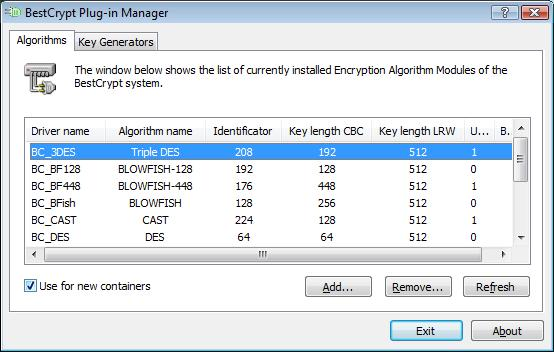 BestCrypt Plug-in Manager
Algorithms Key Generators
The window below shows the list of currently installed Encryption Algorithm Modules of the
BestCrypt system.
Driver name Algorithm name Identificator Key length CBC Key length LRW U... B.
BC_3DES Triple DES 208 192 512 1
BC_BF128 BLOWFISH-128 192 128 512 0
BC_BF448 BLOWFISH-448 176 448 512 1
BC_BFish BLOWFISH 128 256 512 0
BC_CAST CAST 224 128 512 1
BC_DES DES 64 64 512 0
Use for new containers Add... Remove... Refresh
Exit About